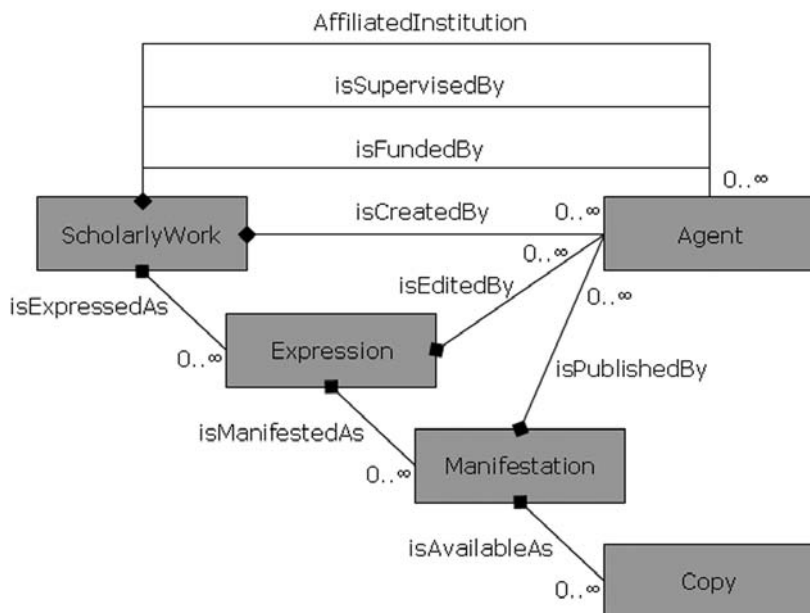 AffiliatedInstitution
isSupervisedBy
isFundedBy
0..∞
isCreatedBy
0..∞
ScholarlyWork
Agent
0..∞
isEditedBy
0..∞
isExpressedAs
0..∞
Expression
isPublishedBy
isManifestedAs
0..∞
Manifestation
isAvailableAs
0..∞
Copy